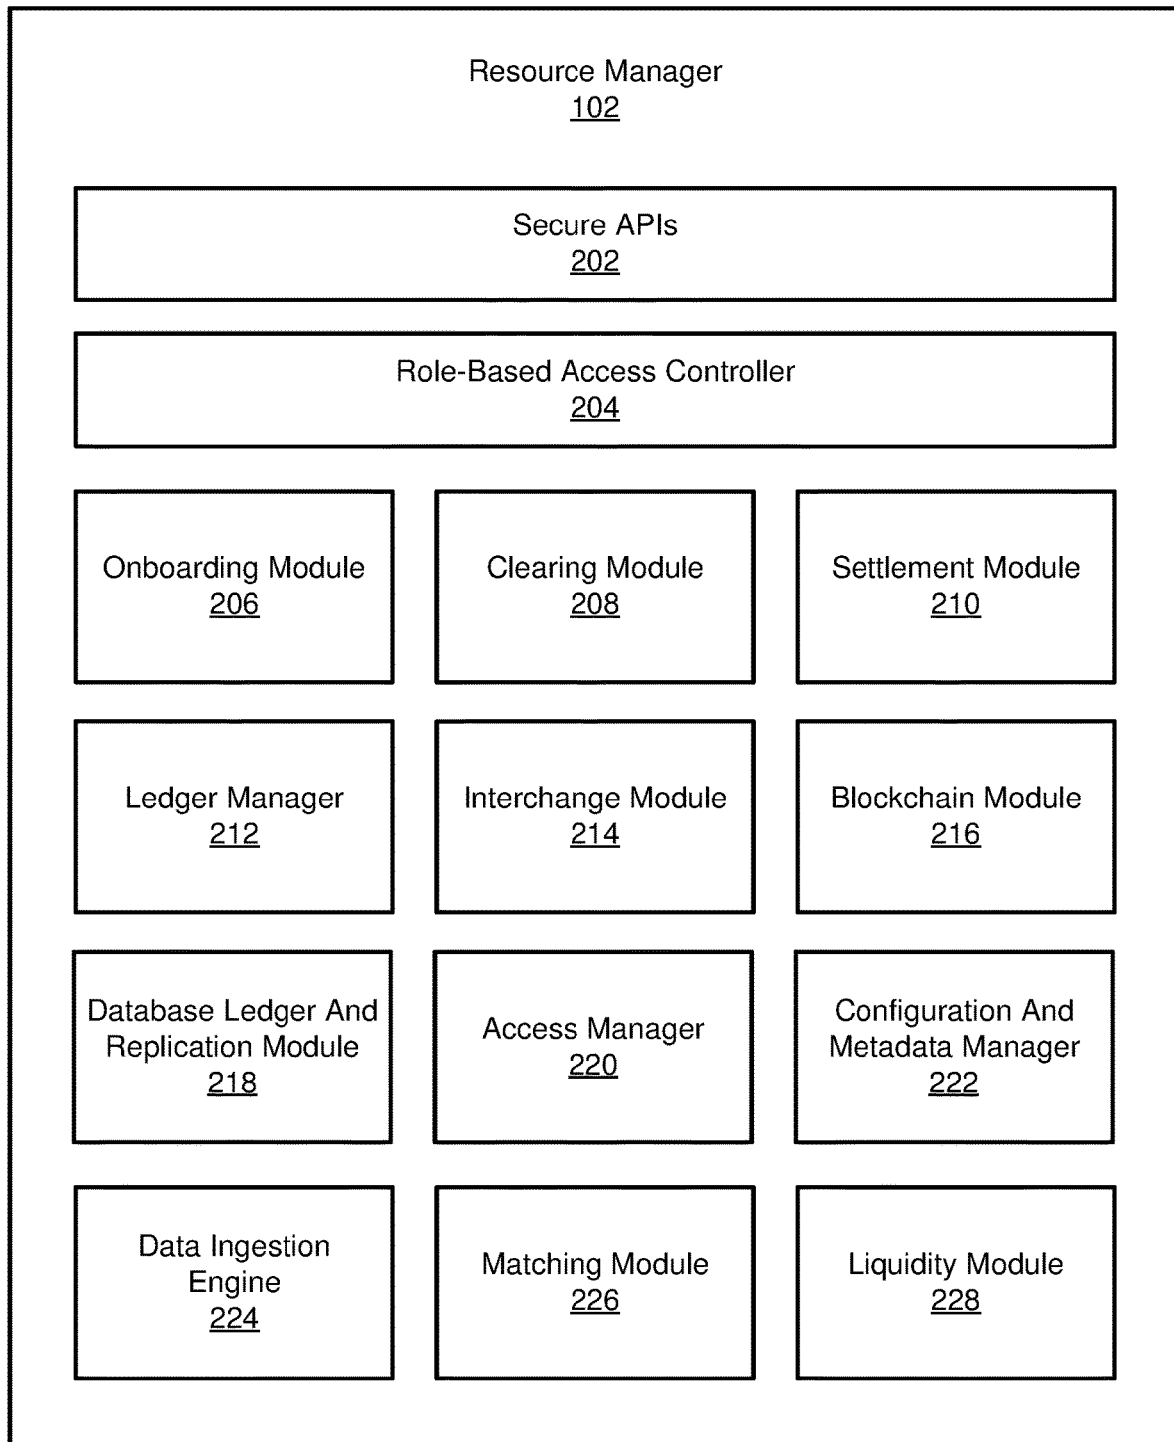 Resource Manager
102
Secure APIs
202
Role-Based Access Controller
204
Onboarding Module
206
Clearing Module
208
Settlement Module
210
Ledger Manager
212
Interchange Module
214
Blockchain Module
216
Database Ledger And
Replication Module
218
Access Manager
220
Configuration And
Metadata Manager
222
Data Ingestion
Engine
224
Matching Module
226
Liquidity Module
228